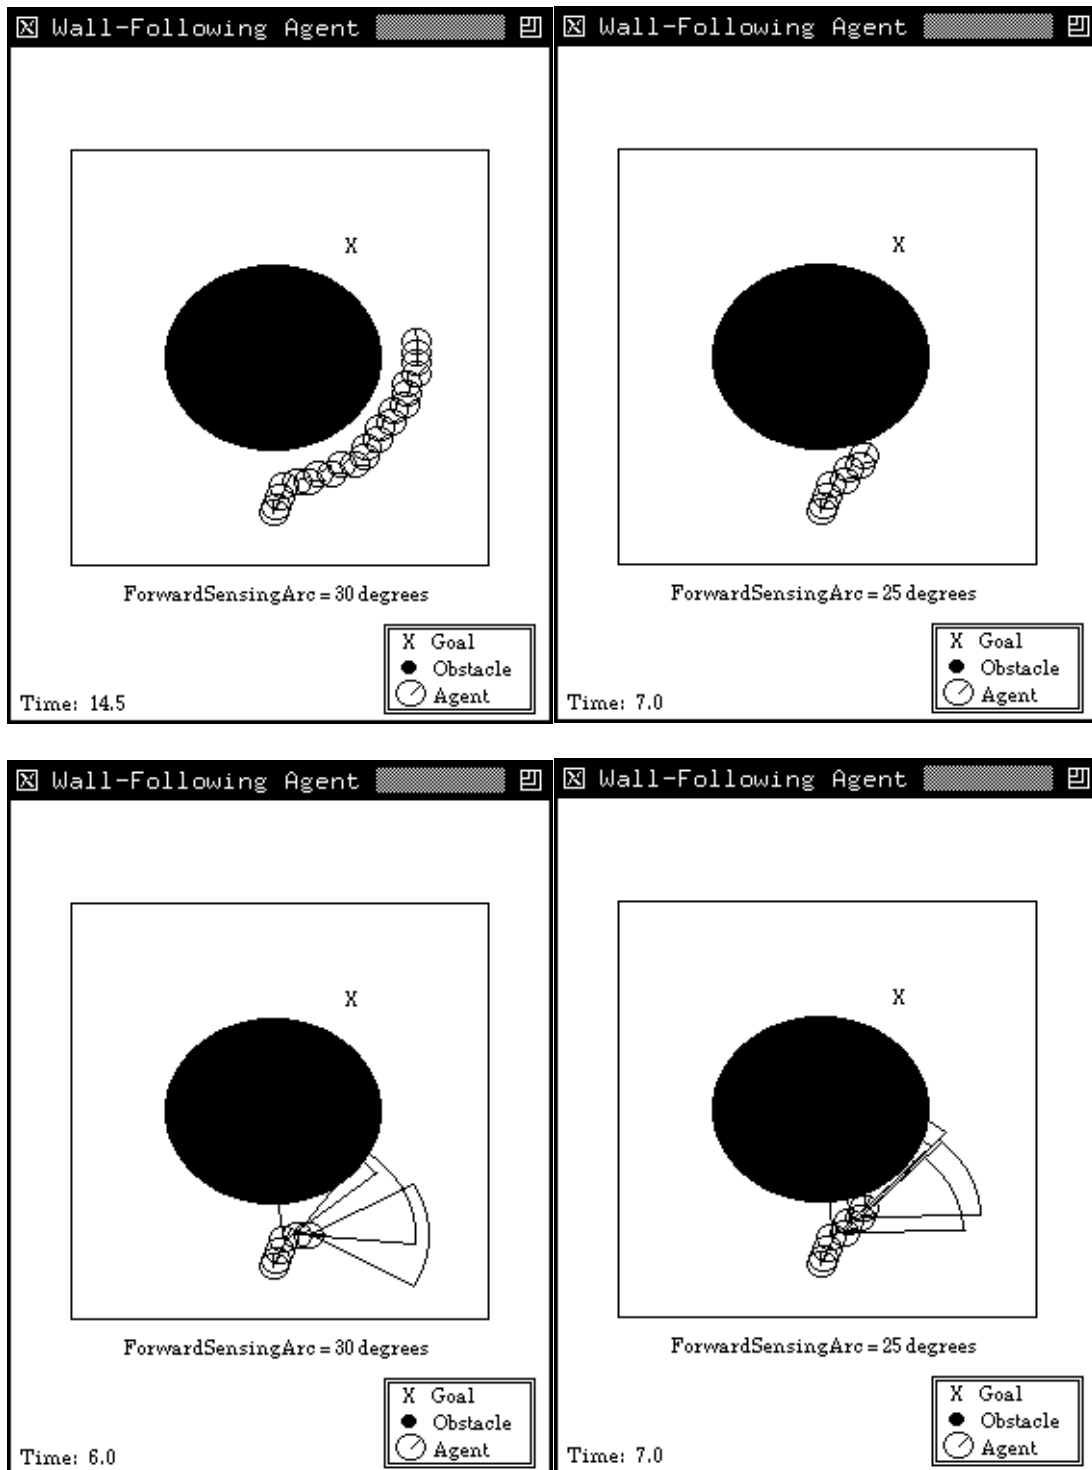 Wall-Following Agent
X
ForwardSensingArc = 30 degrees
X Goal
Obstacle
Agent
Time: 14.5
Wall-Following Agent
X
ForwardSensingArc = 25 degrees
X Goal
Obstacle
Agent
Time: 7.0
Wall-Following Agent
X
ForwardSensingArc = 30 degrees
X Goal
Obstacle
Agent
Time: 6.0
Wall-Following Agent
X
ForwardSensingArc = 25 degrees
X Goal
Obstacle
Agent
Time: 7.0